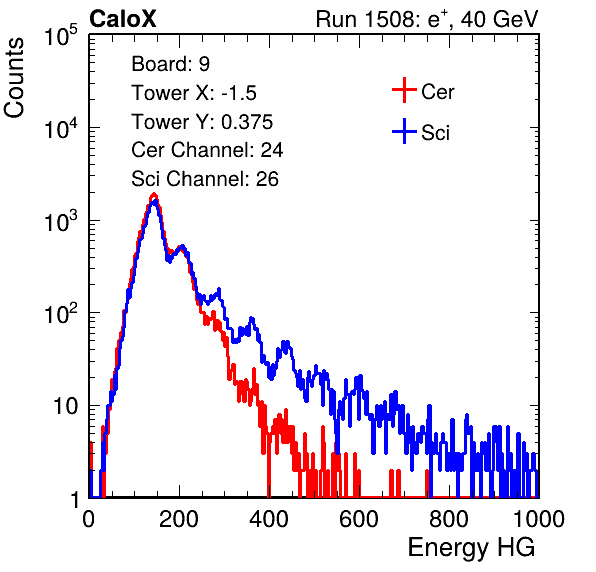 CaloX Run 1508: e⁺, 40 GeV
Counts
Board: 9
Tower X: -1.5
Tower Y: 0.375
Cer Channel: 24
Sci Channel: 26
Cer
Sci
10⁵
10⁴
10³
10²
10
1
0 200 400 600 800 1000
Energy HG